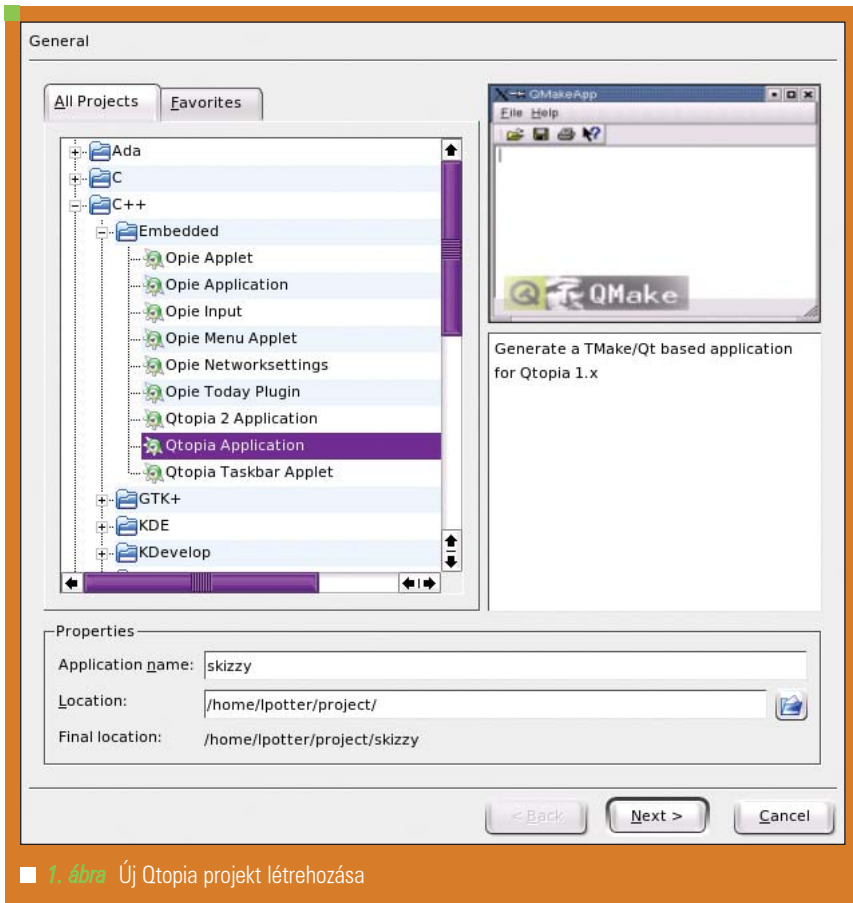 General
All Projects
Favorites
Ada
C
C++
Embedded
Opie Applet
Opie Application
Opie Input
Opie Menu Applet
Opie Networksettings
Opie Today Plugin
Qtopia 2 Application
Qtopia Application
Qtopia Taskbar Applet
GTK+
KDE
KDevelop
QMakeApp
File Help
QMake
Generate a TMake/Qt based application
for Qtopia 1.x
Properties
Application name: skizzy
Location: /home/lpotter/project/
Final location: /home/lpotter/project/skizzy
< Back
Next >
Cancel
1. ábra Új Qtopia projekt létrehozása